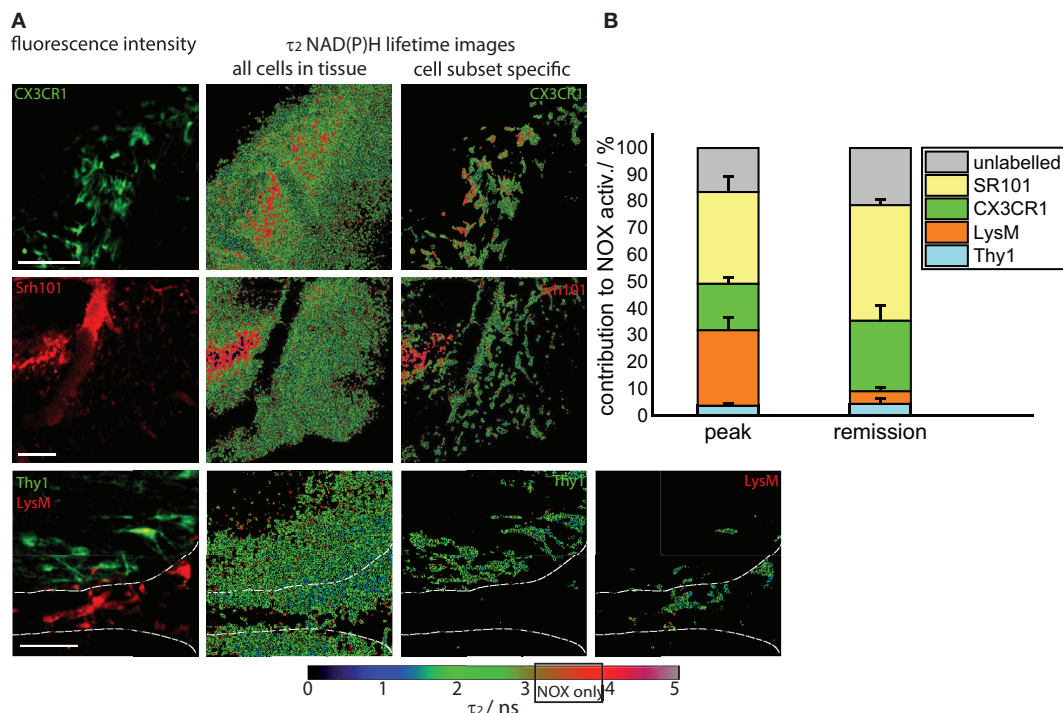 A
B
fluorescence intensity
τ2 NAD(P)H lifetime images
all cells in tissue
cell subset specific
CX3CR1
CX3CR1
Srh101
Srh101
Thy1
LysM
Thy1
LysM
0 1 2 3 4 5
NOX only
τ2 / ns
contribution to NOX activ./ %
100
90
80
70
60
50
40
30
20
10
0
peak
remission
unlabelled
SR101
CX3CR1
LysM
Thy1